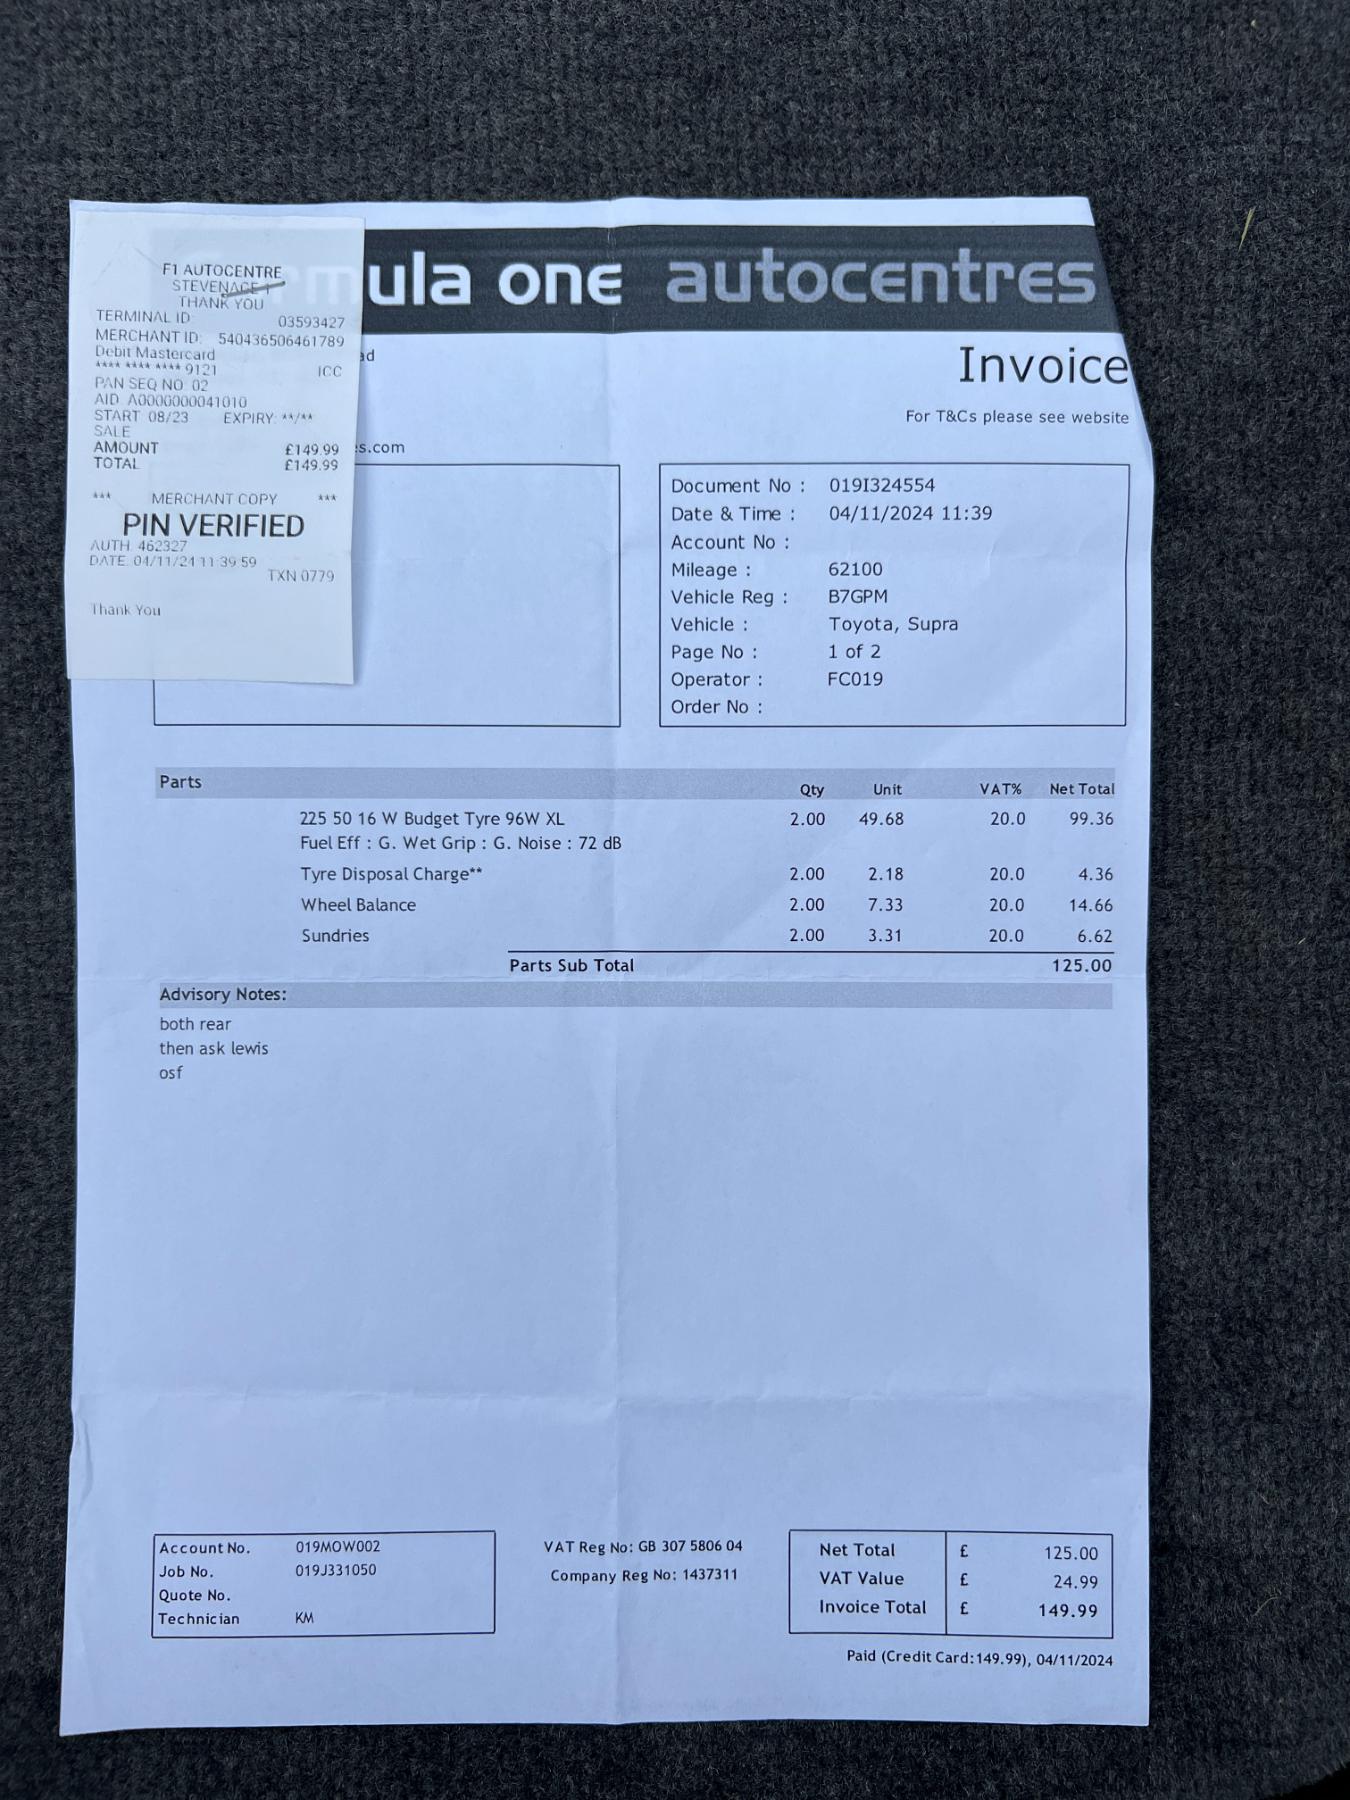 F1 AUTOCENTRE
STEVENAGE 1
THANK YOU
TERMINAL ID: 03593427
MERCHANT ID: 540436506461789
Debit Mastercard
**** **** **** 9121 ICC
PAN SEQ NO: 02
AID: A0000000041010
START 08/23 EXPIRY: **/**
SALE
AMOUNT £149.99
TOTAL £149.99
*** MERCHANT COPY ***
PIN VERIFIED
AUTH: 462327
DATE: 04/11/24 11:39:59
TXN 0779
Thank You
mula one autocentres
ad
Invoice
For T&Cs please see website
es.com
Document No : 019I324554
Date & Time : 04/11/2024 11:39
Account No :
Mileage : 62100
Vehicle Reg : B7GPM
Vehicle : Toyota, Supra
Page No : 1 of 2
Operator : FC019
Order No :
Parts Qty Unit VAT% Net Total
225 50 16 W Budget Tyre 96W XL 2.00 49.68 20.0 99.36
Fuel Eff : G. Wet Grip : G. Noise : 72 dB
Tyre Disposal Charge** 2.00 2.18 20.0 4.36
Wheel Balance 2.00 7.33 20.0 14.66
Sundries 2.00 3.31 20.0 6.62
Parts Sub Total 125.00
Advisory Notes:
both rear
then ask lewis
osf
Account No. 019MOW002
Job No. 019J331050
Quote No.
Technician KM
VAT Reg No: GB 307 5806 04
Company Reg No: 1437311
Net Total £ 125.00
VAT Value £ 24.99
Invoice Total £ 149.99
Paid (Credit Card:149.99), 04/11/2024